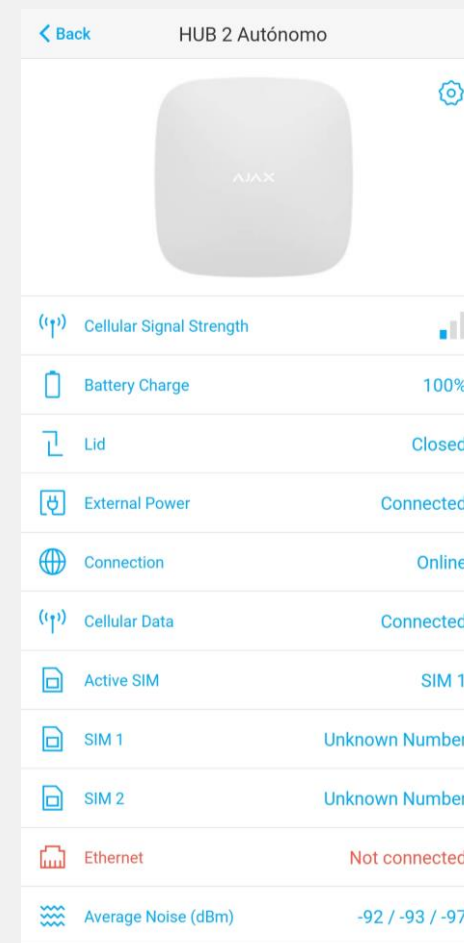 Back
HUB 2 Autónomo
AJAX
Cellular Signal Strength
Battery Charge 100%
Lid Closed
External Power Connected
Connection Online
Cellular Data Connected
Active SIM SIM 1
SIM 1 Unknown Number
SIM 2 Unknown Number
Ethernet Not connected
Average Noise (dBm) -92 / -93 / -97